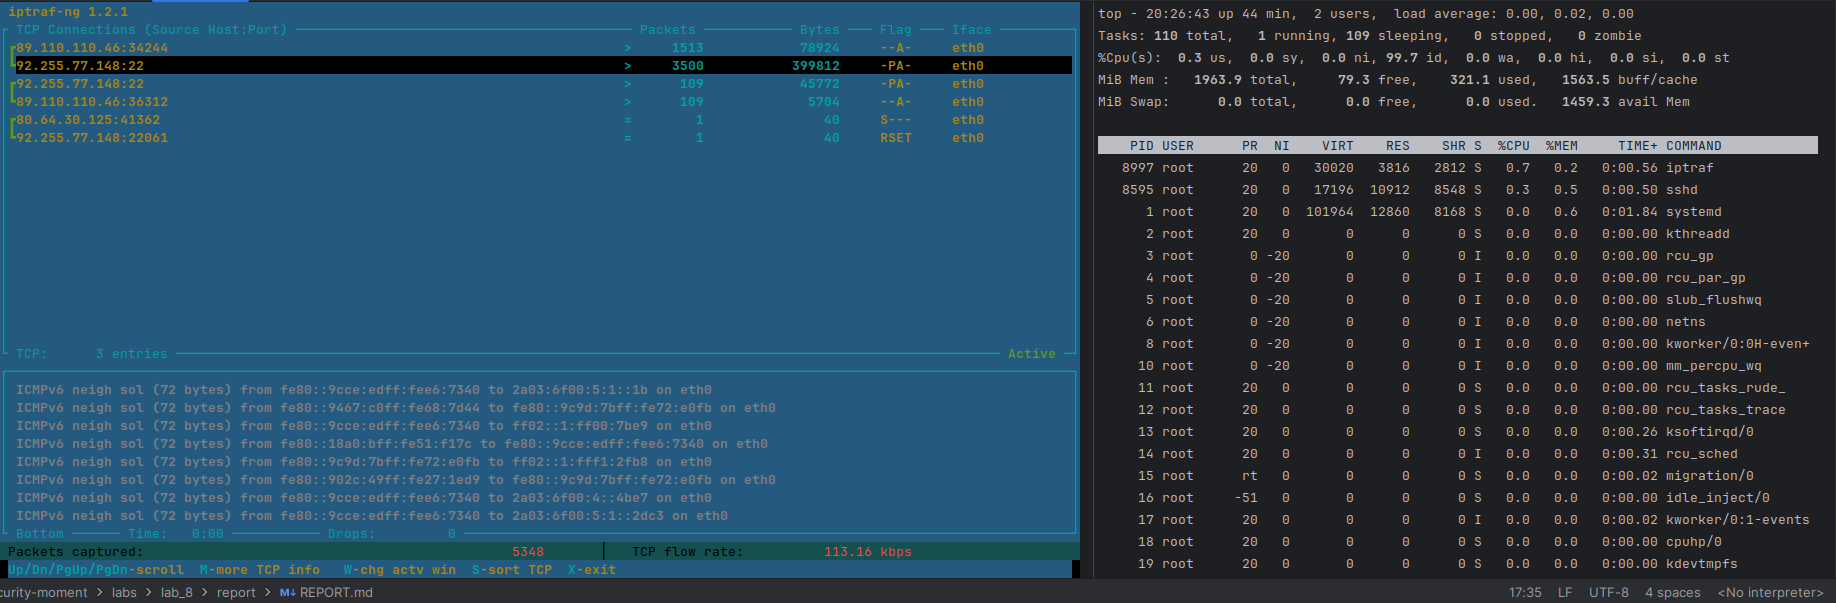 iptraf-ng 1.2.1
TCP Connections (Source Host:Port) Packets Bytes Flag Iface
89.110.110.46:34244 > 1513 78924 --A- eth0
92.255.77.148:22 > 3500 399812 -PA- eth0
92.255.77.148:22 > 109 45772 -PA- eth0
89.110.110.46:36312 > 109 5704 --A- eth0
80.64.30.125:41362 = 1 40 S--- eth0
92.255.77.148:22061 = 1 40 RSET eth0
TCP: 3 entries Active
ICMPv6 neigh sol (72 bytes) from fe80::9cce:edff:fee6:7340 to 2a03:6f00:5:1::1b on eth0
ICMPv6 neigh sol (72 bytes) from fe80::9467:c0ff:fe68:7d44 to fe80::9c9d:7bff:fe72:e0fb on eth0
ICMPv6 neigh sol (72 bytes) from fe80::9cce:edff:fee6:7340 to ff02::1:ff00:7be9 on eth0
ICMPv6 neigh sol (72 bytes) from fe80::18a0:bff:fe51:f17c to fe80::9cce:edff:fee6:7340 on eth0
ICMPv6 neigh sol (72 bytes) from fe80::9c9d:7bff:fe72:e0fb to ff02::1:fff1:2fb8 on eth0
ICMPv6 neigh sol (72 bytes) from fe80::902c:49ff:fe27:1ed9 to fe80::9c9d:7bff:fe72:e0fb on eth0
ICMPv6 neigh sol (72 bytes) from fe80::9cce:edff:fee6:7340 to 2a03:6f00:4::4be7 on eth0
ICMPv6 neigh sol (72 bytes) from fe80::9cce:edff:fee6:7340 to 2a03:6f00:5:1::2dc3 on eth0
Bottom Time: 0:00 Drops: 0
Packets captured: 5348 TCP flow rate: 113.16 kbps
Up/Dn/PgUp/PgDn-scroll M-more TCP info W-chg actv win S-sort TCP X-exit
top - 20:26:43 up 44 min, 2 users, load average: 0.00, 0.02, 0.00
Tasks: 110 total, 1 running, 109 sleeping, 0 stopped, 0 zombie
%Cpu(s): 0.3 us, 0.0 sy, 0.0 ni, 99.7 id, 0.0 wa, 0.0 hi, 0.0 si, 0.0 st
MiB Mem : 1963.9 total, 79.3 free, 321.1 used, 1563.5 buff/cache
MiB Swap: 0.0 total, 0.0 free, 0.0 used. 1459.3 avail Mem
PID USER PR NI VIRT RES SHR S %CPU %MEM TIME+ COMMAND
8997 root 20 0 30020 3816 2812 S 0.7 0.2 0:00.56 iptraf
8595 root 20 0 17196 10912 8548 S 0.3 0.5 0:00.50 sshd
1 root 20 0 101964 12860 8168 S 0.0 0.6 0:01.84 systemd
2 root 20 0 0 0 0 S 0.0 0.0 0:00.00 kthreadd
3 root 0 -20 0 0 0 I 0.0 0.0 0:00.00 rcu_gp
4 root 0 -20 0 0 0 I 0.0 0.0 0:00.00 rcu_par_gp
5 root 0 -20 0 0 0 I 0.0 0.0 0:00.00 slub_flushwq
6 root 0 -20 0 0 0 I 0.0 0.0 0:00.00 netns
8 root 0 -20 0 0 0 I 0.0 0.0 0:00.00 kworker/0:0H-even+
10 root 0 -20 0 0 0 I 0.0 0.0 0:00.00 mm_percpu_wq
11 root 20 0 0 0 0 S 0.0 0.0 0:00.00 rcu_tasks_rude_
12 root 20 0 0 0 0 S 0.0 0.0 0:00.00 rcu_tasks_trace
13 root 20 0 0 0 0 S 0.0 0.0 0:00.26 ksoftirqd/0
14 root 20 0 0 0 0 I 0.0 0.0 0:00.31 rcu_sched
15 root rt 0 0 0 0 S 0.0 0.0 0:00.02 migration/0
16 root -51 0 0 0 0 S 0.0 0.0 0:00.00 idle_inject/0
17 root 20 0 0 0 0 I 0.0 0.0 0:00.02 kworker/0:1-events
18 root 20 0 0 0 0 S 0.0 0.0 0:00.00 cpuhp/0
19 root 20 0 0 0 0 S 0.0 0.0 0:00.00 kdevtmpfs
curity-moment > labs > lab_8 > report > M↓ REPORT.md 17:35 LF UTF-8 4 spaces <No interpreter>